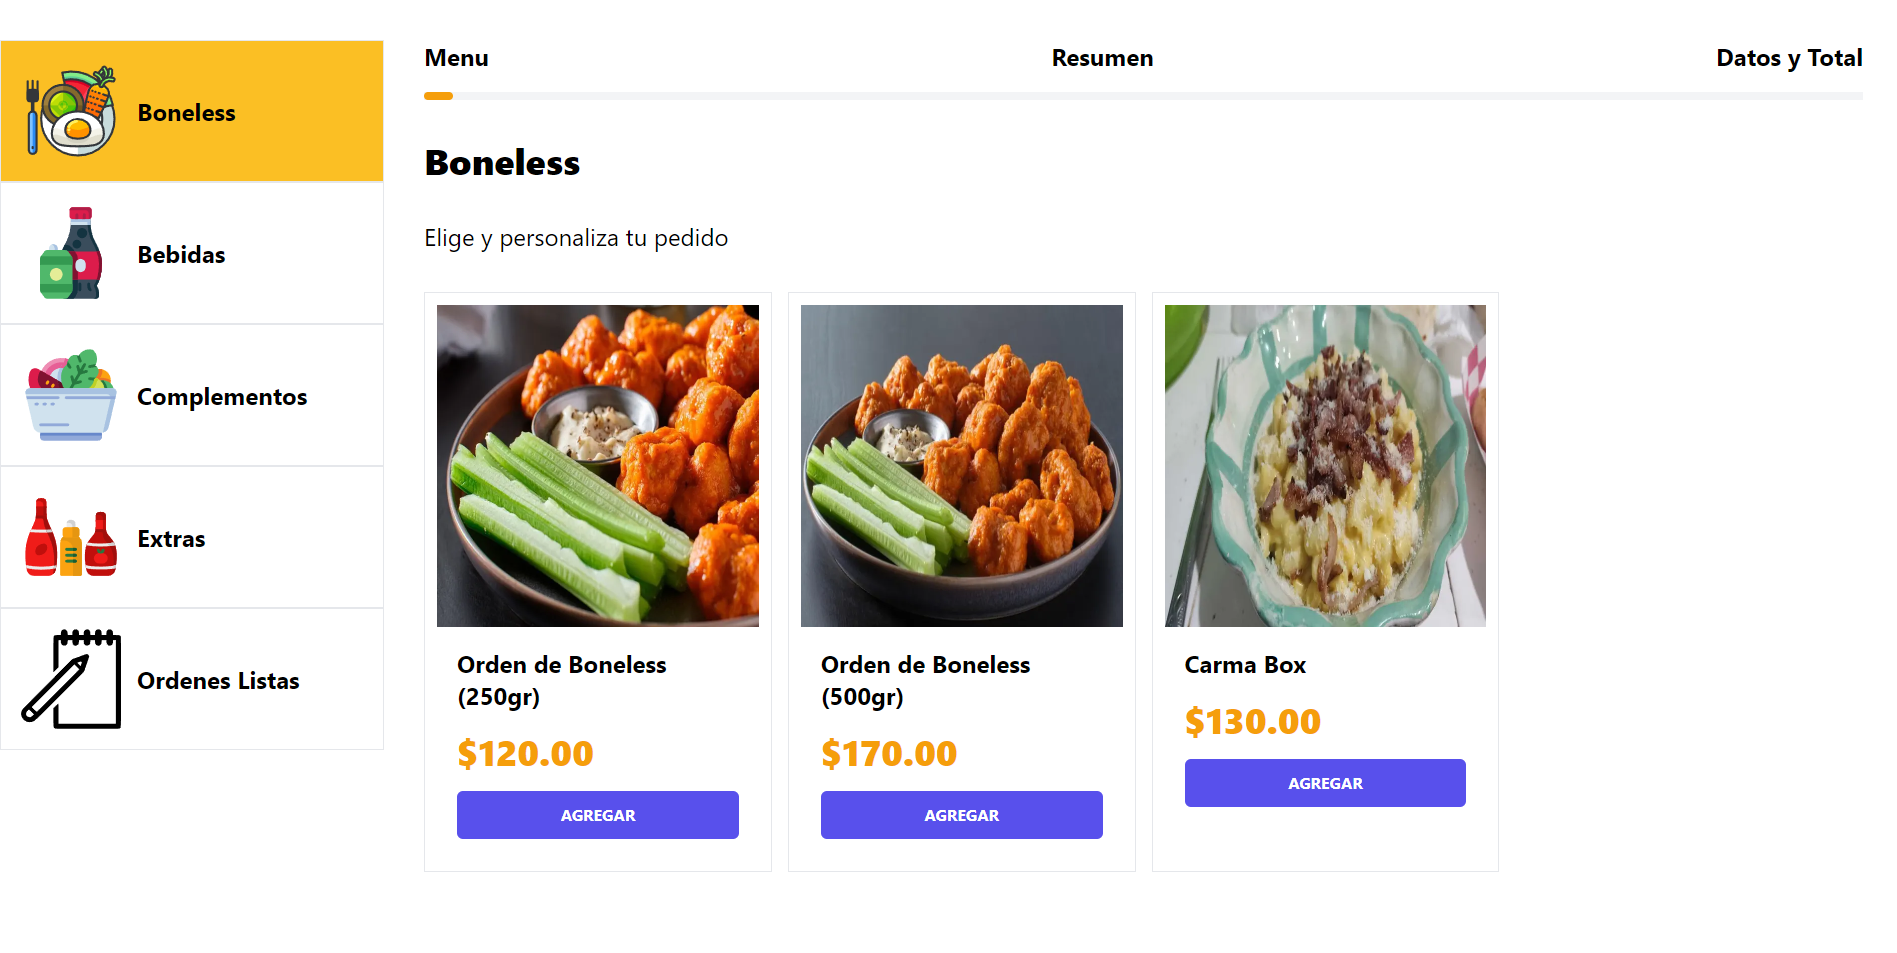 Boneless
Bebidas
Complementos
Extras
Ordenes Listas
Menu
Resumen
Datos y Total
Boneless
Elige y personaliza tu pedido
Orden de Boneless
(250gr)
$120.00
AGREGAR
Orden de Boneless
(500gr)
$170.00
AGREGAR
Carma Box
$130.00
AGREGAR